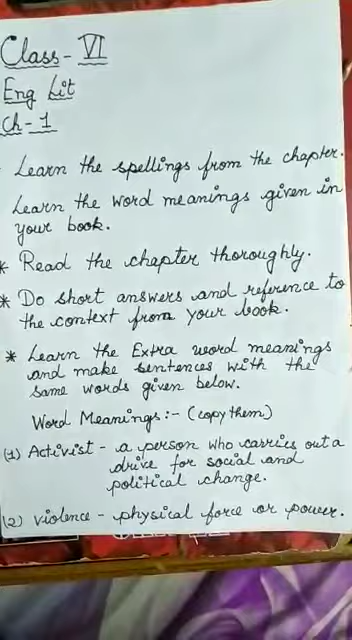 Class - VI
Eng Lit
Ch - 1
Learn the spellings from the chapter.
Learn the word meanings given in
your book.
* Read the chapter thoroughly.
* Do short answers and reference to
the context from your book.
* Learn the Extra word meanings
and make sentences with the
same words given below.
Word Meanings :- (copy them)
(1) Activist - a person who carries out a
drive for social and
political change.
(2) violence - physical force or power.